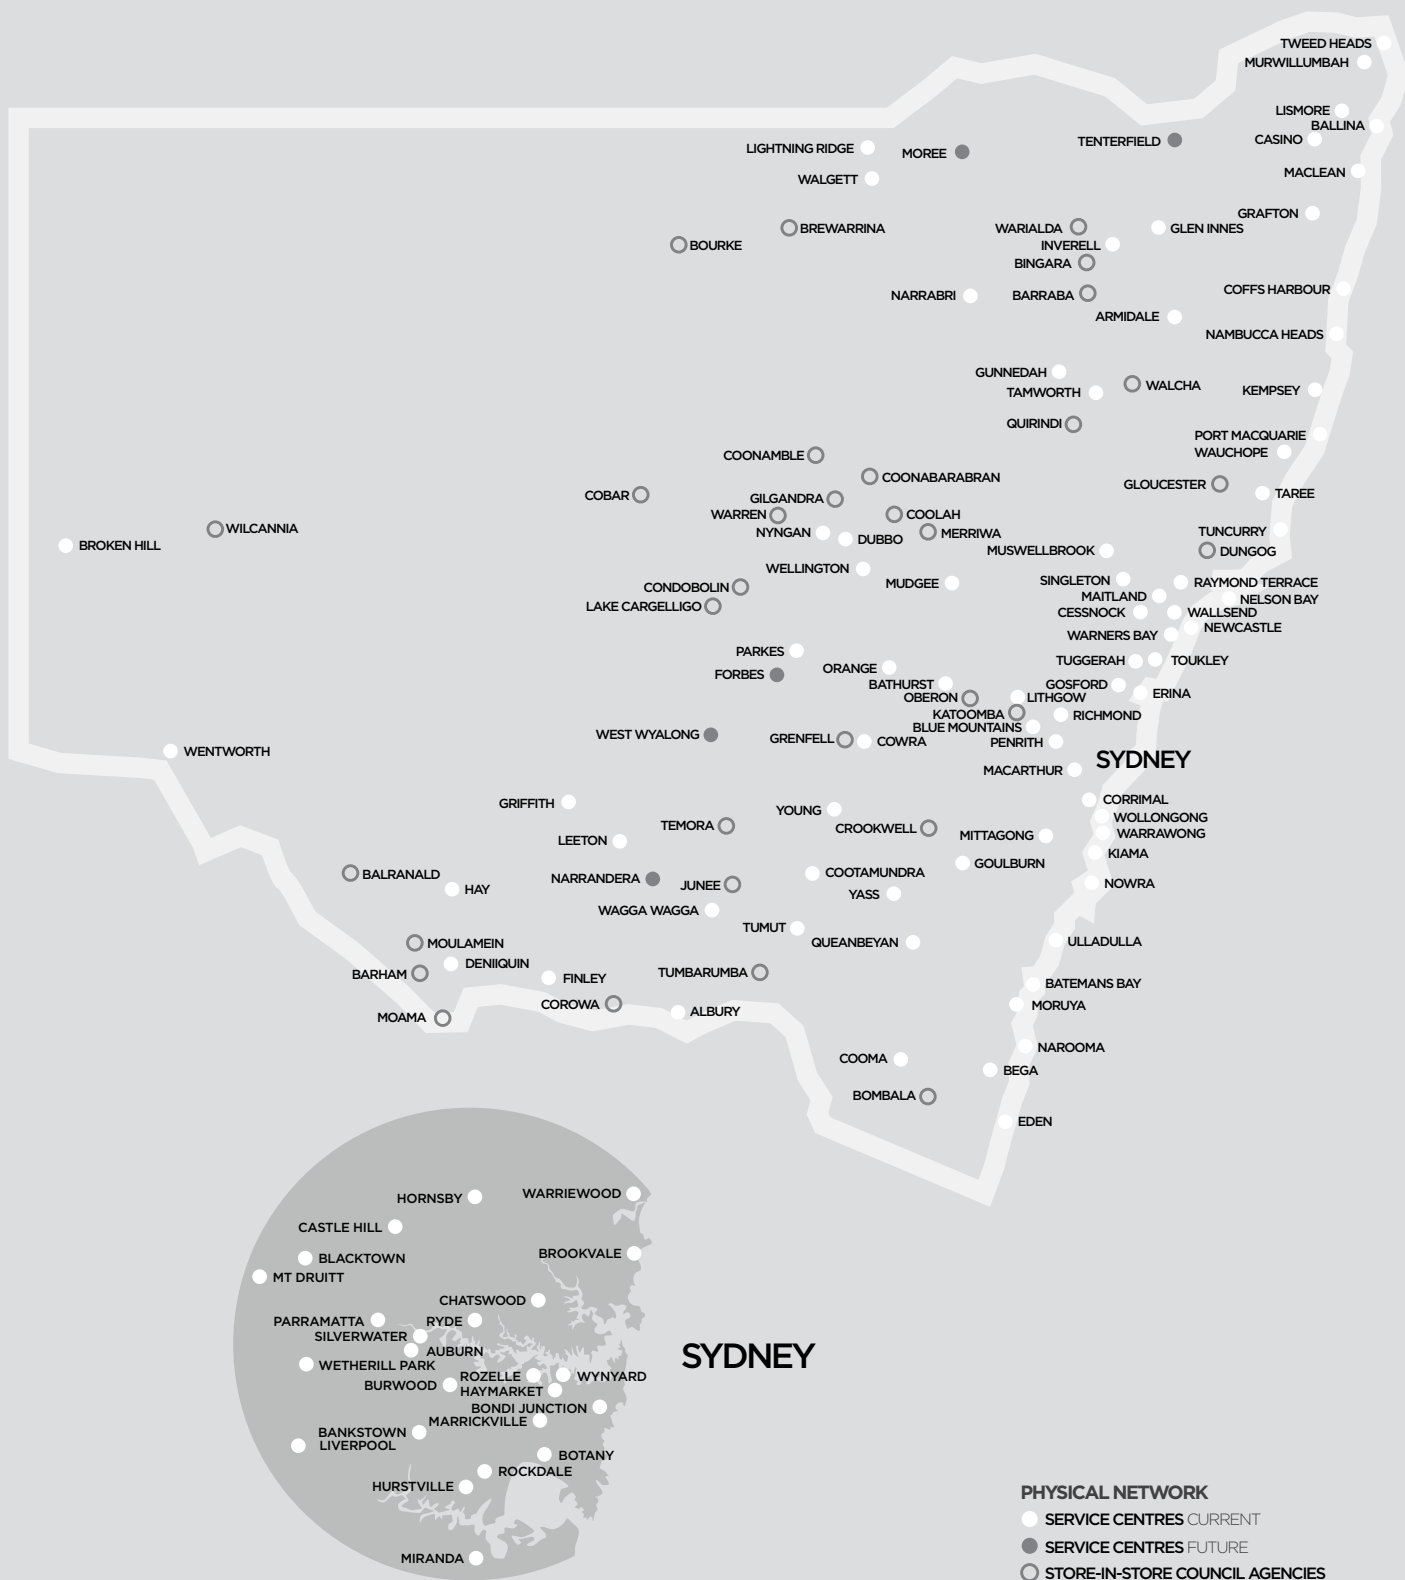 TWEED HEADS
MURWILLUMBAH
LISMORE
BALLINA
CASINO
TENTERFIELD
LIGHTNING RIDGE
MOREE
MACLEAN
WALGETT
GRAFTON
BREWARRINA
WARIALDA
GLEN INNES
BOURKE
INVERELL
BINGARA
COFFS HARBOUR
NARRABRI
BARRABA
ARMIDALE
NAMBUCCA HEADS
GUNNEDAH
WALCHA
TAMWORTH
KEMPSEY
QUIRINDI
PORT MACQUARIE
WAUCHOPE
COONAMBLE
COONABARABRAN
GLOUCESTER
COBAR
GILGANDRA
TAREE
WARREN
COOLAH
WILCANNIA
NYNGAN
MERRIWA
TUNCURRY
DUBBO
BROKEN HILL
MUSWELLBROOK
DUNGOG
WELLINGTON
SINGLETON
RAYMOND TERRACE
MUDGEE
CONDOBOLIN
MAITLAND
NELSON BAY
LAKE CARGELLIGO
CESSNOCK
WALLSEND
NEWCASTLE
WARNERS BAY
PARKES
TUGGERAH
TOUKLEY
ORANGE
FORBES
BATHURST
GOSFORD
ERINA
OBERON
LITHGOW
KATOOMBA
RICHMOND
BLUE MOUNTAINS
WEST WYALONG
GRENFELL
COWRA
PENRITH
WENTWORTH
SYDNEY
MACARTHUR
CORRIMAL
GRIFFITH
YOUNG
WOLLONGONG
TEMORA
CROOKWELL
WARRAWONG
LEETON
MITTAGONG
KIAMA
GOULBURN
BALRANALD
COOTAMUNDRA
NARRANDERA
JUNEE
NOWRA
HAY
YASS
WAGGA WAGGA
TUMUT
QUEANBEYAN
ULLADULLA
MOULAMEIN
DENIIQUIN
BARHAM
FINLEY
TUMBARUMBA
BATEMANS BAY
COROWA
MORUYA
MOAMA
ALBURY
NAROOMA
COOMA
BEGA
BOMBALA
EDEN
HORNSBY
WARRIEWOOD
CASTLE HILL
BROOKVALE
BLACKTOWN
MT DRUITT
CHATSWOOD
PARRAMATTA
RYDE
SILVERWATER
AUBURN
SYDNEY
WETHERILL PARK
ROZELLE
WYNYARD
BURWOOD
HAYMARKET
BONDI JUNCTION
MARRICKVILLE
BANKSTOWN
LIVERPOOL
BOTANY
ROCKDALE
HURSTVILLE
MIRANDA
PHYSICAL NETWORK
SERVICE CENTRES CURRENT
SERVICE CENTRES FUTURE
STORE-IN-STORE COUNCIL AGENCIES